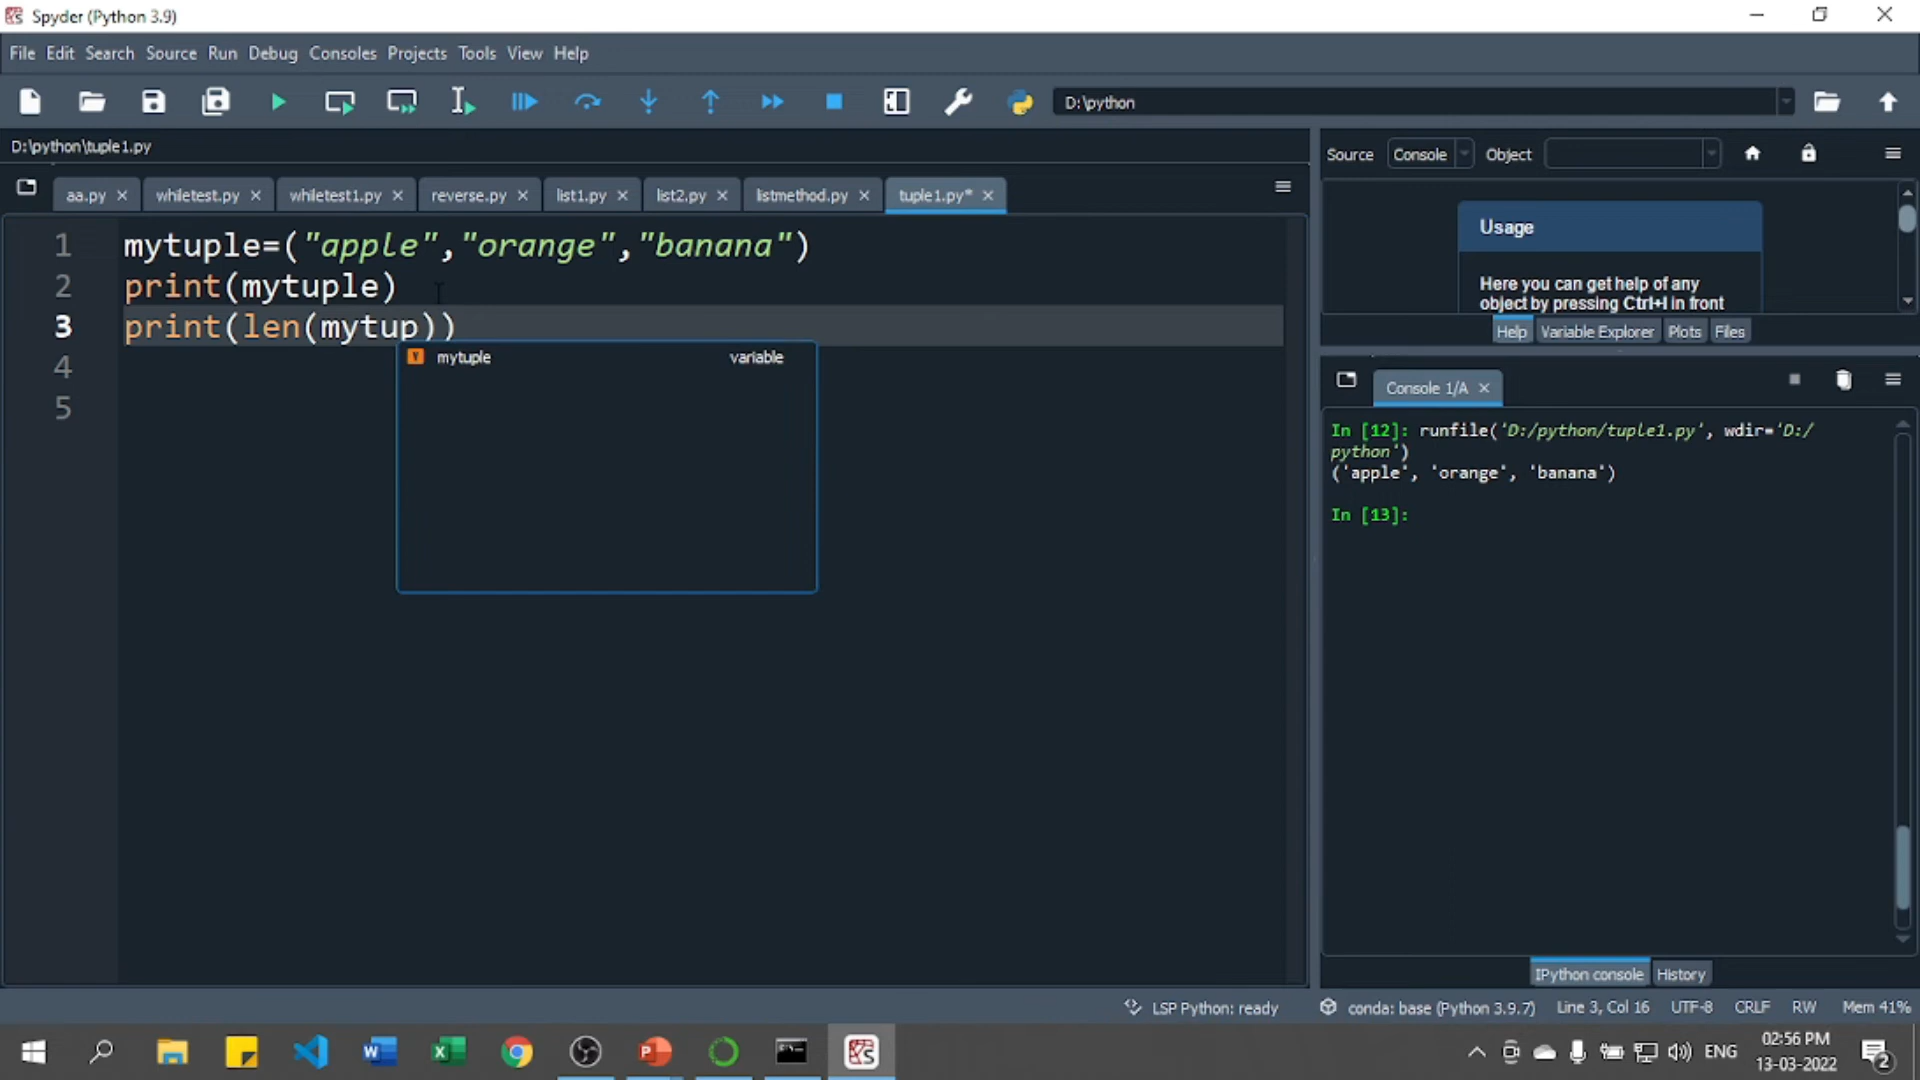 Spyder (Python 3.9)
File Edit Search Source Run Debug Consoles Projects Tools View Help
D:\python
D:\python\tuple1.py
aa.py whiletest.py whiletest1.py reverse.py list1.py list2.py listmethod.py tuple1.py*
1 mytuple=("apple","orange","banana")
2 print(mytuple)
3 print(len(mytup))
4
5
mytuple variable
Source Console Object
Usage
Here you can get help of any
object by pressing Ctrl+I in front
Help Variable Explorer Plots Files
Console 1/A
In [12]: runfile('D:/python/tuple1.py', wdir='D:/
python')
('apple', 'orange', 'banana')
In [13]:
IPython console History
LSP Python: ready conda: base (Python 3.9.7) Line 3, Col 16 UTF-8 CRLF RW Mem 41%
ENG 02:56 PM
13-03-2022
2